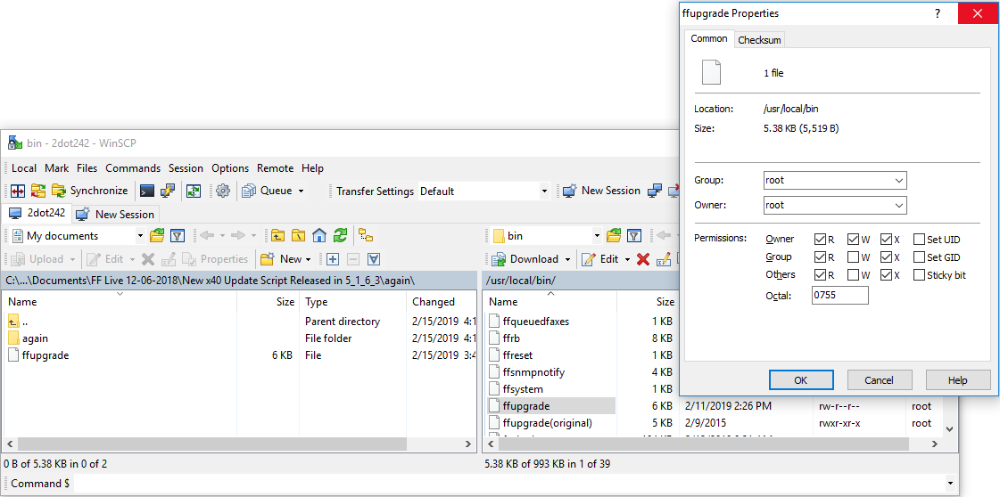 ffupgrade Properties ?
Common Checksum
1 file
Location: /usr/local/bin
Size: 5.38 KB (5,519 B)
Group: root
Owner: root
Permissions: Owner R W X Set UID
Group R W X Set GID
Others R W X Sticky bit
Octal: 0755
OK Cancel Help
bin - 2dot242 - WinSCP
Local Mark Files Commands Session Options Remote Help
Synchronize Queue Transfer Settings Default New Session
2dot242 New Session
My documents bin
Upload Edit Properties New Download Edit
C:\...\Documents\FF Live 12-06-2018\New x40 Update Script Released in 5_1_6_3\again\ /usr/local/bin/
Name Size Type Changed Name Size
.. Parent directory 2/15/2019 4:1 ffqueuedfaxes 1 KB
again File folder 2/15/2019 4:1 ffrb 8 KB
ffupgrade 6 KB File 2/15/2019 3:4 ffreset 1 KB
ffsnmpnotify 4 KB
ffsystem 1 KB
ffupgrade 6 KB 2/11/2019 2:26 PM rw-r--r-- root
ffupgrade(original) 5 KB 2/9/2015 rwxr-xr-x root
0 B of 5.38 KB in 0 of 2 5.38 KB of 993 KB in 1 of 39
Command $